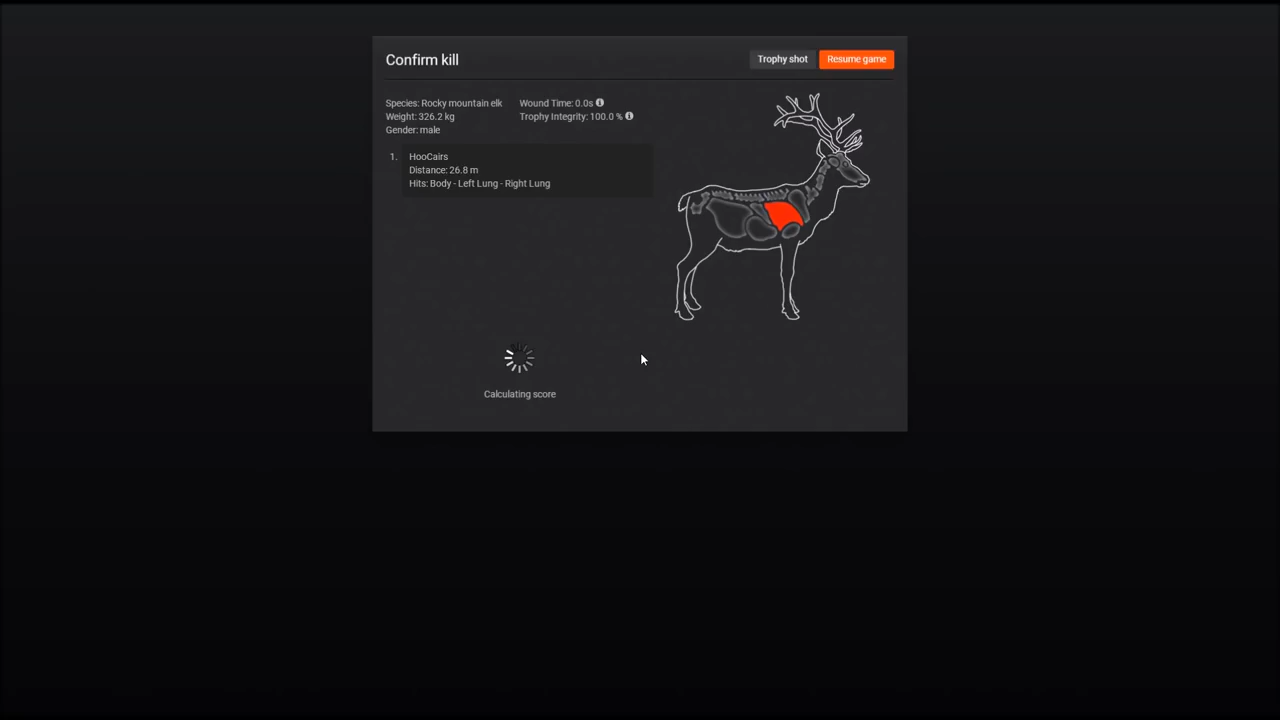 Confirm kill
Trophy shot
Resume game
Species: Rocky mountain elk
Wound Time: 0.0s
Weight: 326.2 kg
Trophy Integrity: 100.0 %
Gender: male
1.
HooCairs
Distance: 26.8 m
Hits: Body - Left Lung - Right Lung
Calculating score